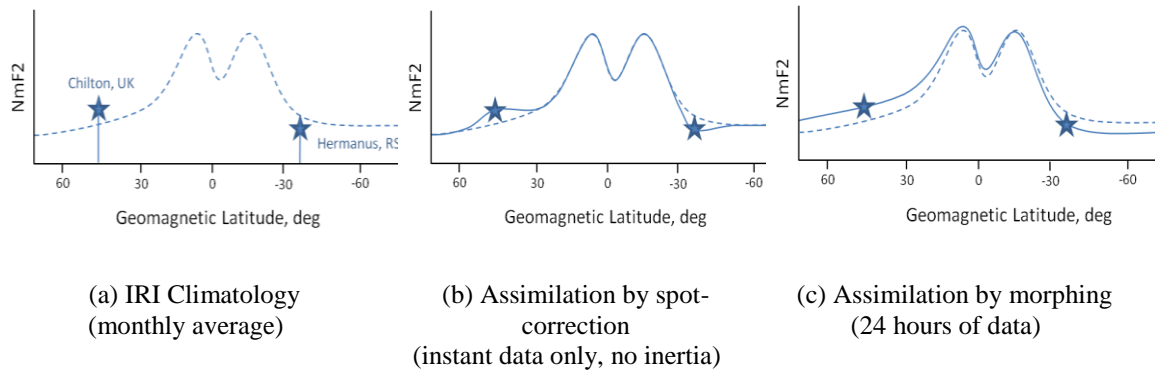 NmF2
Chilton, UK
Hermanus, RS
60 30 0 -30 -60
Geomagnetic Latitude, deg
NmF2
60 30 0 -30 -60
Geomagnetic Latitude, deg
NmF2
60 30 0 -30 -60
Geomagnetic Latitude, deg
(a) IRI Climatology
(monthly average)
(b) Assimilation by spot-
correction
(instant data only, no inertia)
(c) Assimilation by morphing
(24 hours of data)